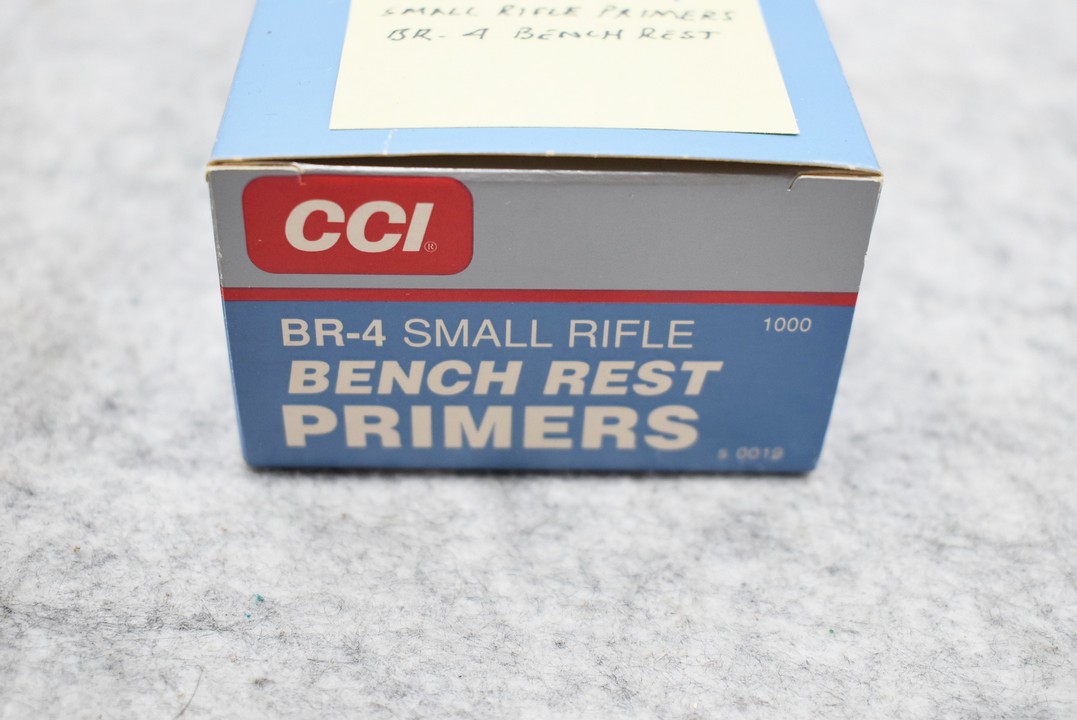 SMALL RIFLE PRIMERS
BR-4 BENCH REST
CCI®
BR-4 SMALL RIFLE
1000
BENCH REST
PRIMERS
s 0019